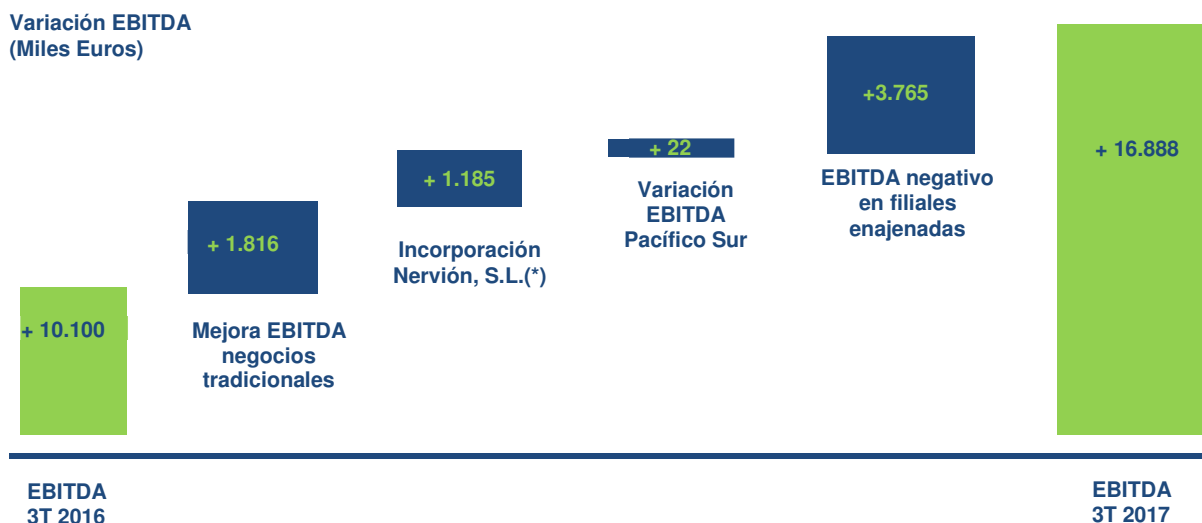 Variación EBITDA
(Miles Euros)
+3.765
+ 22
+ 16.888
+ 1.185
Variación
EBITDA
Pacífico Sur
EBITDA negativo
en filiales
enajenadas
+ 1.816
Incorporación
Nervión, S.L.(*)
+ 10.100
Mejora EBITDA
negocios
tradicionales
EBITDA
3T 2016
EBITDA
3T 2017